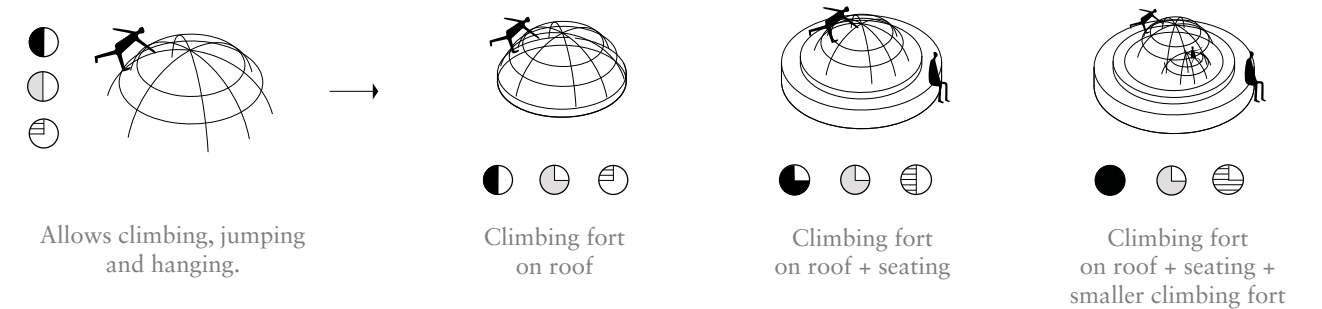 Allows climbing, jumping
and hanging.
Climbing fort
on roof
Climbing fort
on roof + seating
Climbing fort
on roof + seating +
smaller climbing fort